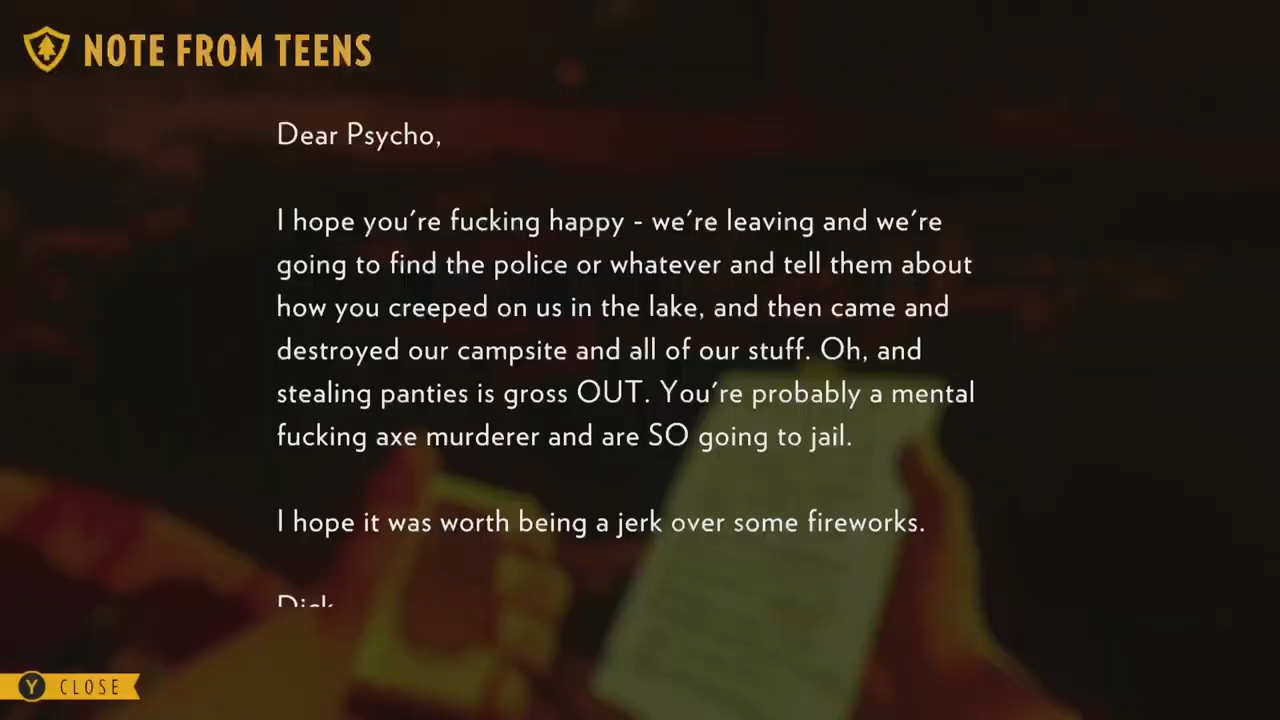 NOTE FROM TEENS
Dear Psycho,
I hope you're fucking happy - we're leaving and we're
going to find the police or whatever and tell them about
how you creeped on us in the lake, and then came and
destroyed our campsite and all of our stuff. Oh, and
stealing panties is gross OUT. You're probably a mental
fucking axe murderer and are SO going to jail.
I hope it was worth being a jerk over some fireworks.
Dick
Y CLOSE